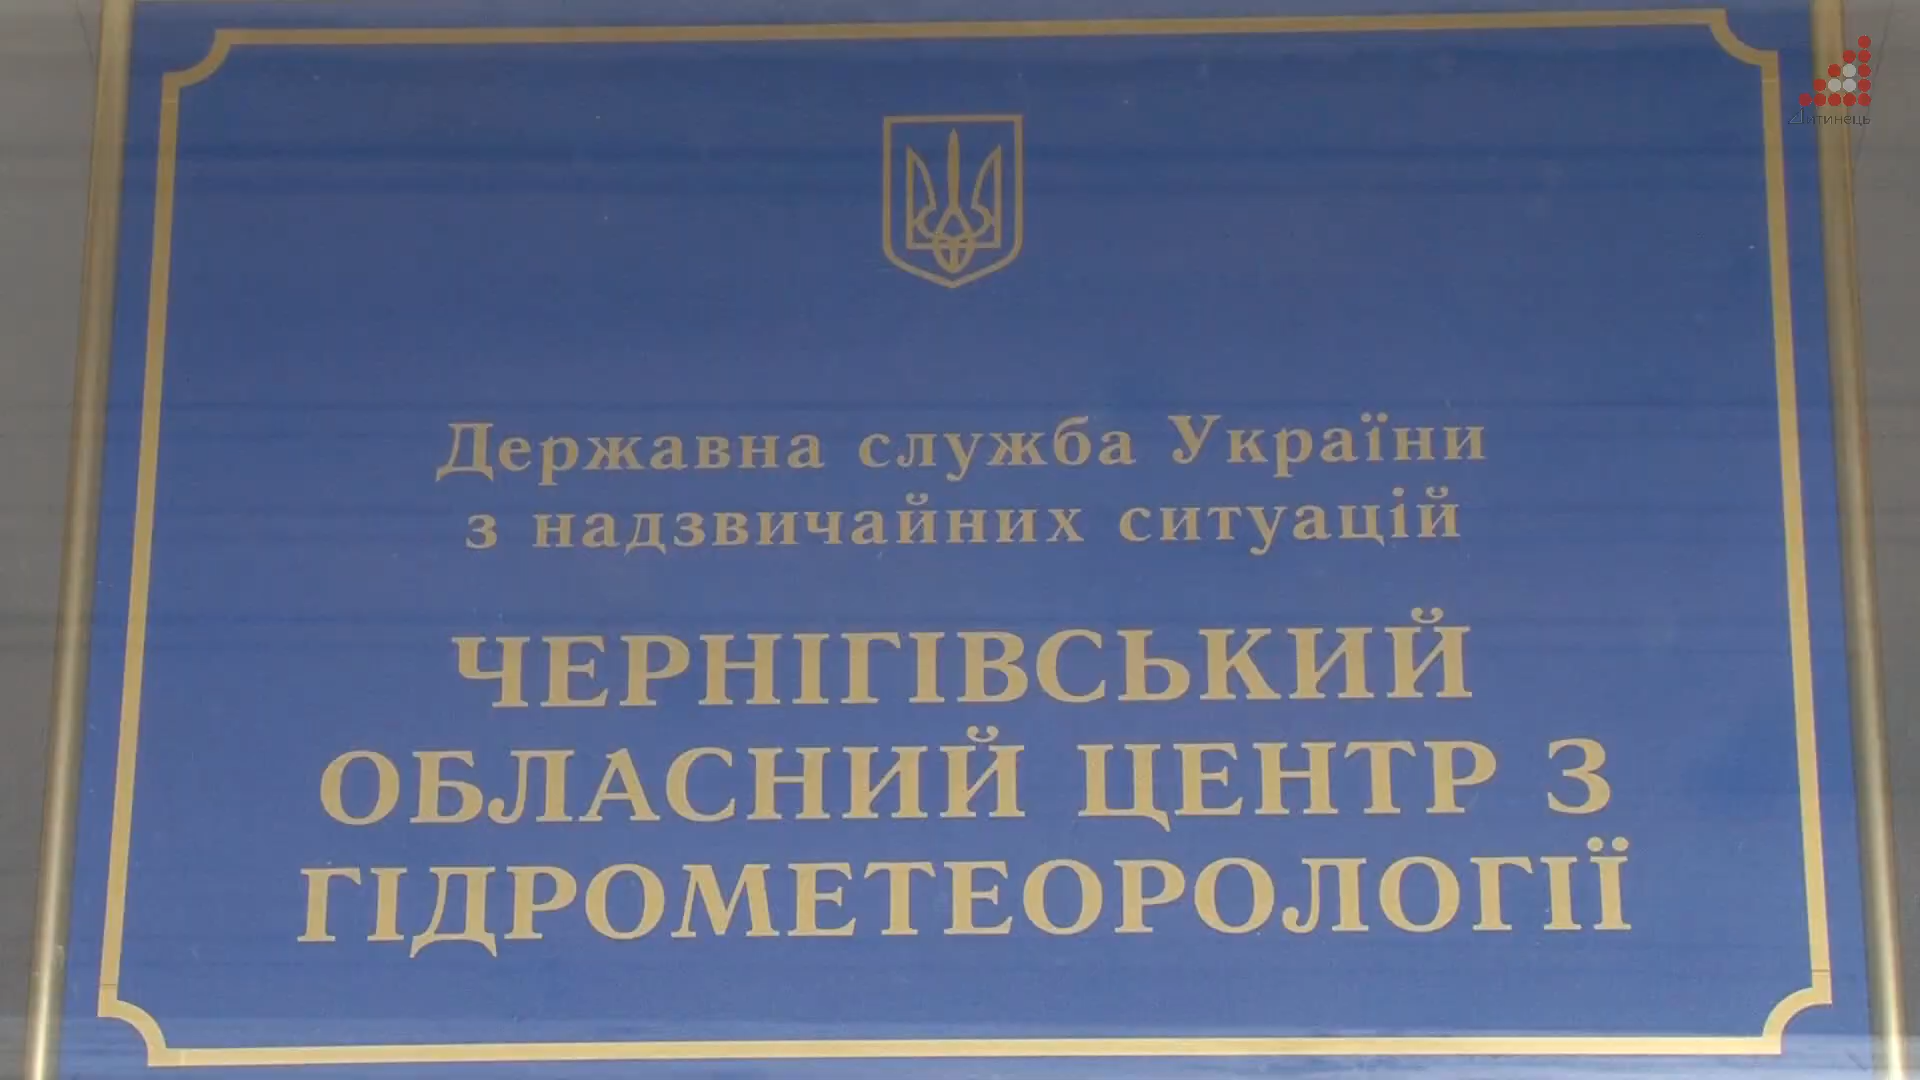 Дитинець
Державна служба України
з надзвичайних ситуацій
ЧЕРНІГІВСЬКИЙ
ОБЛАСНИЙ ЦЕНТР З
ГІДРОМЕТЕОРОЛОГІЇ